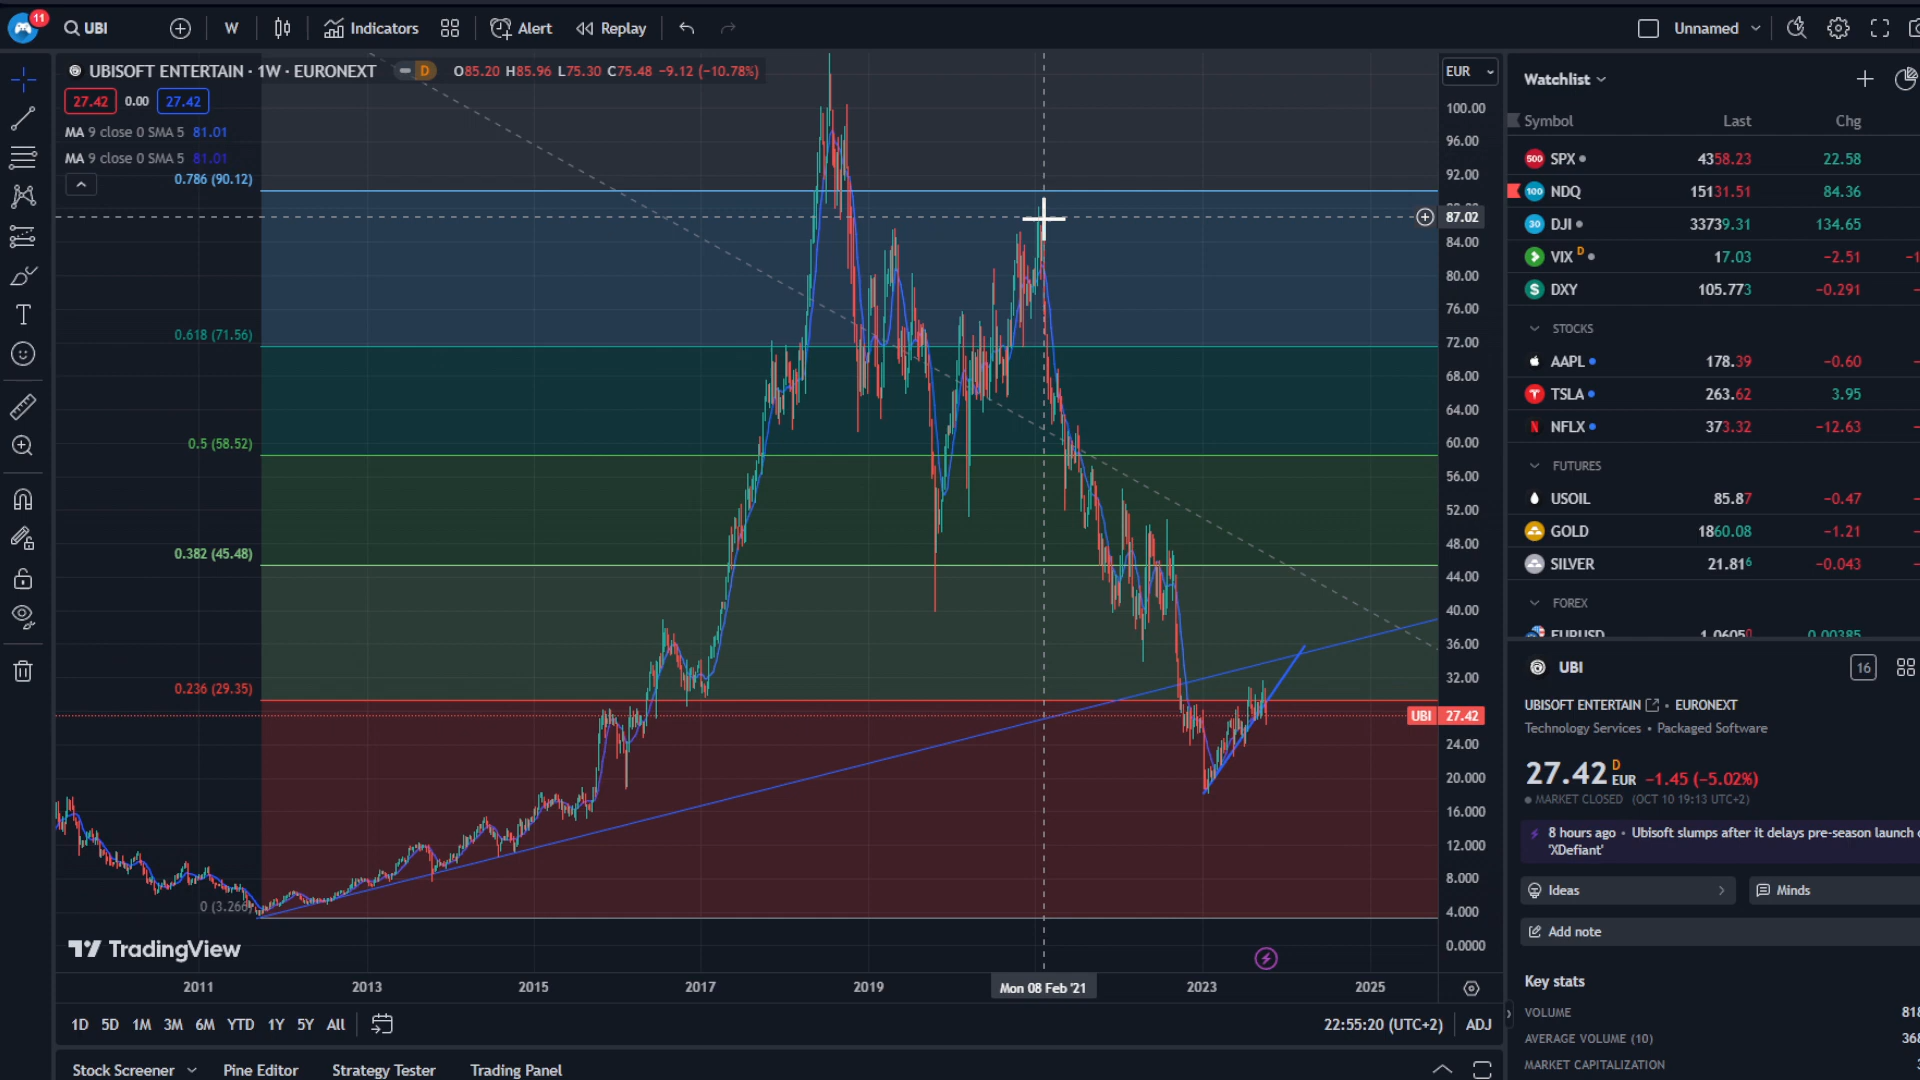 11
UBI
W
Indicators
Alert
Replay
Unnamed
UBISOFT ENTERTAIN · 1W · EURONEXT
D
O85.20 H85.96 L75.30 C75.48 −9.12 (−10.78%)
EUR
27.42 0.00 27.42
MA 9 close 0 SMA 5 81.01
MA 9 close 0 SMA 5 81.01
0.786 (90.12)
0.618 (71.56)
0.5 (58.52)
0.382 (45.48)
0.236 (29.35)
0 (3.266)
100.00
96.00
92.00
87.02
84.00
80.00
76.00
72.00
68.00
64.00
60.00
56.00
52.00
48.00
44.00
40.00
36.00
32.00
UBI 27.42
24.00
20.000
16.000
12.000
8.000
4.000
0.0000
TradingView
2011 2013 2015 2017 2019 Mon 08 Feb '21 2023 2025
1D 5D 1M 3M 6M YTD 1Y 5Y All
22:55:20 (UTC+2) ADJ
Stock Screener Pine Editor Strategy Tester Trading Panel
Watchlist
Symbol Last Chg
500 SPX 4358.23 22.58
100 NDQ 15131.51 84.36
30 DJI 33739.31 134.65
VIX D 17.03 −2.51
DXY 105.773 −0.291
STOCKS
AAPL 178.39 −0.60
TSLA 263.62 3.95
NFLX 373.32 −12.63
FUTURES
USOIL 85.87 −0.47
GOLD 1860.08 −1.21
SILVER 21.816 −0.043
FOREX
EURUSD 1.06050 0.00385
UBI
16
UBISOFT ENTERTAIN • EURONEXT
Technology Services • Packaged Software
27.42 D EUR −1.45 (−5.02%)
MARKET CLOSED (OCT 10 19:13 UTC+2)
8 hours ago • Ubisoft slumps after it delays pre-season launch
'XDefiant'
Ideas
Minds
Add note
Key stats
VOLUME 818
AVERAGE VOLUME (10) 368
MARKET CAPITALIZATION